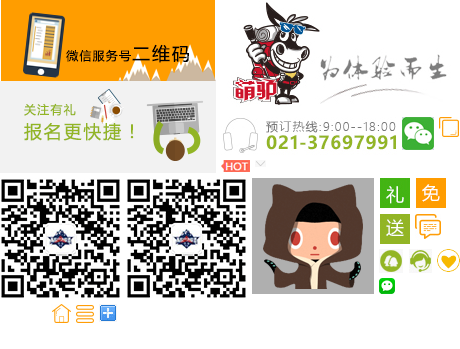 微信服务号二维码
关注有礼
报名更快捷！
萌驴
为体验而生
预订热线:9:00--18:00
021-37697991
HOT
礼 免
送